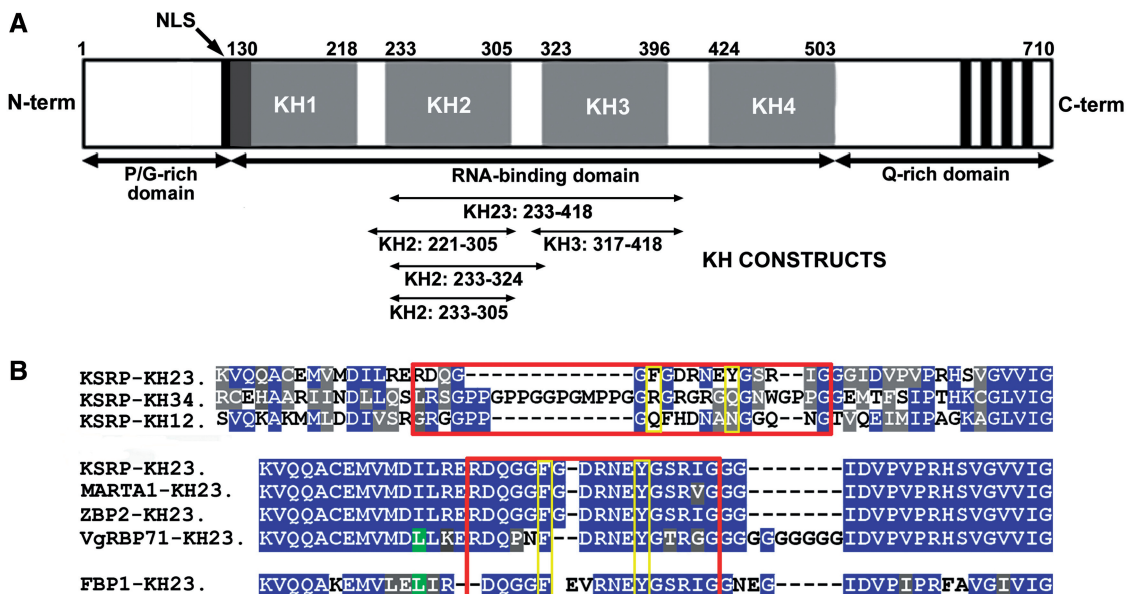 A
NLS
1 130 218 233 305 323 396 424 503 710
N-term KH1 KH2 KH3 KH4 C-term
P/G-rich domain RNA-binding domain Q-rich domain
KH23: 233-418
KH2: 221-305 KH3: 317-418
KH CONSTRUCTS
KH2: 233-324
KH2: 233-305
B
KSRP-KH23. KVQQACEMVMDILRERDQG-------------GFGDRNEYGSR--IGGGIDVPVPRHSVGVVIG
KSRP-KH34. RCEHAARIINDLLQSLRSGPPGPPGGPGMPPGGRGRGRGQGNWGPPGGEMTFSIPTHKCGLVIG
KSRP-KH12. SVQKAKMMLDDIVSRGRGGPP-----------GQFHDNANGGQ--NGTVQEIMIPAGKAGLVIG
KSRP-KH23. KVQQACEMVMDILRERDQGGFG-DRNEYGSRIGGG-------IDVPVPRHSVGVVIG
MARTA1-KH23. KVQQACEMVMDILRERDQGGFG-DRNEYGSRVGGG-------IDVPVPRHSVGVVIG
ZBP2-KH23. KVQQACEMVMDILRERDQGGFG-DRNEYGSRIGGG-------IDVPVPRHSVGVVIG
VgRBP71-KH23. KVQQACEMVMDLLKERDQPNF--DRNEYGTRGGGGGGGGGGGIDVPVPRHSVGVVIG
FBP1-KH23. KVQQAKEMVLELIR--DQGGF EVRNEYGSRIGGNEG-----IDVPIPRFAVGIVIG